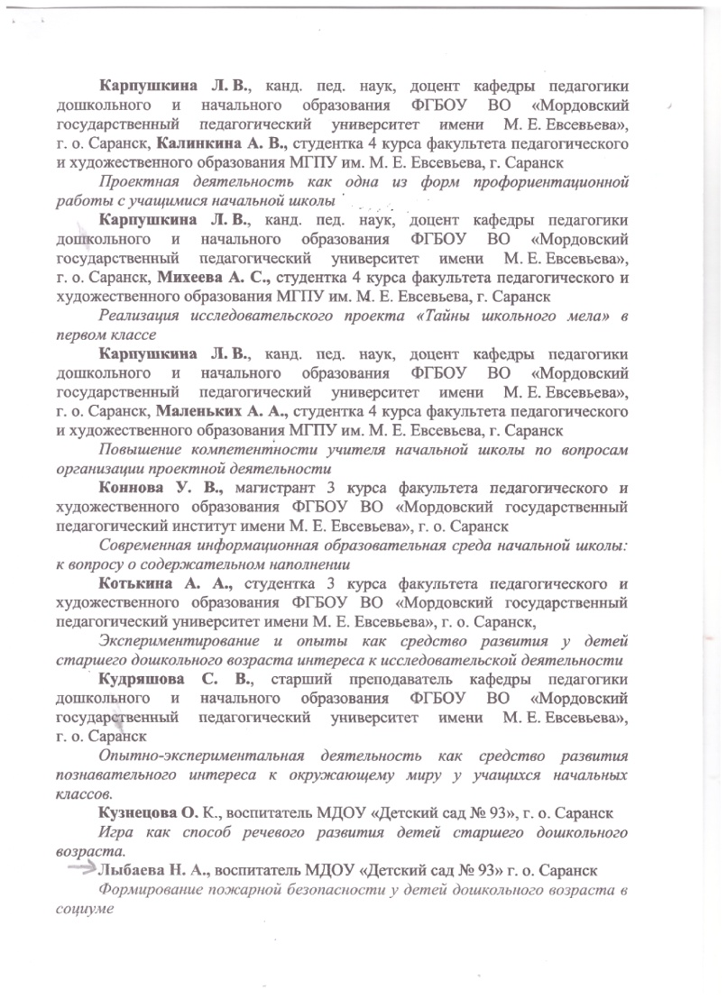 Карпушкина Л. В., канд. пед. наук, доцент кафедры педагогики
дошкольного и начального образования ФГБОУ ВО «Мордовский
государственный педагогический университет имени М. Е. Евсевьева»,
г. о. Саранск, Калинкина А. В., студентка 4 курса факультета педагогического
и художественного образования МГПУ им. М. Е. Евсевьева, г. Саранск
Проектная деятельность как одна из форм профориентационной
работы с учащимися начальной школы
Карпушкина Л. В., канд. пед. наук, доцент кафедры педагогики
дошкольного и начального образования ФГБОУ ВО «Мордовский
государственный педагогический университет имени М. Е. Евсевьева»,
г. о. Саранск, Михеева А. С., студентка 4 курса факультета педагогического и
художественного образования МГПУ им. М. Е. Евсевьева, г. Саранск
Реализация исследовательского проекта «Тайны школьного мела» в
первом классе
Карпушкина Л. В., канд. пед. наук, доцент кафедры педагогики
дошкольного и начального образования ФГБОУ ВО «Мордовский
государственный педагогический университет имени М. Е. Евсевьева»,
г. о. Саранск, Маленьких А. А., студентка 4 курса факультета педагогического
и художественного образования МГПУ им. М. Е. Евсевьева, г. Саранск
Повышение компетентности учителя начальной школы по вопросам
организации проектной деятельности
Коннова У. В., магистрант 3 курса факультета педагогического и
художественного образования ФГБОУ ВО «Мордовский государственный
педагогический институт имени М. Е. Евсевьева», г. о. Саранск
Современная информационная образовательная среда начальной школы:
к вопросу о содержательном наполнении
Котькина А. А., студентка 3 курса факультета педагогического и
художественного образования ФГБОУ ВО «Мордовский государственный
педагогический университет имени М. Е. Евсевьева», г. о. Саранск,
Экспериментирование и опыты как средство развития у детей
старшего дошкольного возраста интереса к исследовательской деятельности
Кудряшова С. В., старший преподаватель кафедры педагогики
дошкольного и начального образования ФГБОУ ВО «Мордовский
государственный педагогический университет имени М. Е. Евсевьева»,
г. о. Саранск
Опытно-экспериментальная деятельность как средство развития
познавательного интереса к окружающему миру у учащихся начальных
классов.
Кузнецова О. К., воспитатель МДОУ «Детский сад № 93», г. о. Саранск
Игра как способ речевого развития детей старшего дошкольного
возраста.
Лыбаева Н. А., воспитатель МДОУ «Детский сад № 93» г. о. Саранск
Формирование пожарной безопасности у детей дошкольного возраста в
социуме